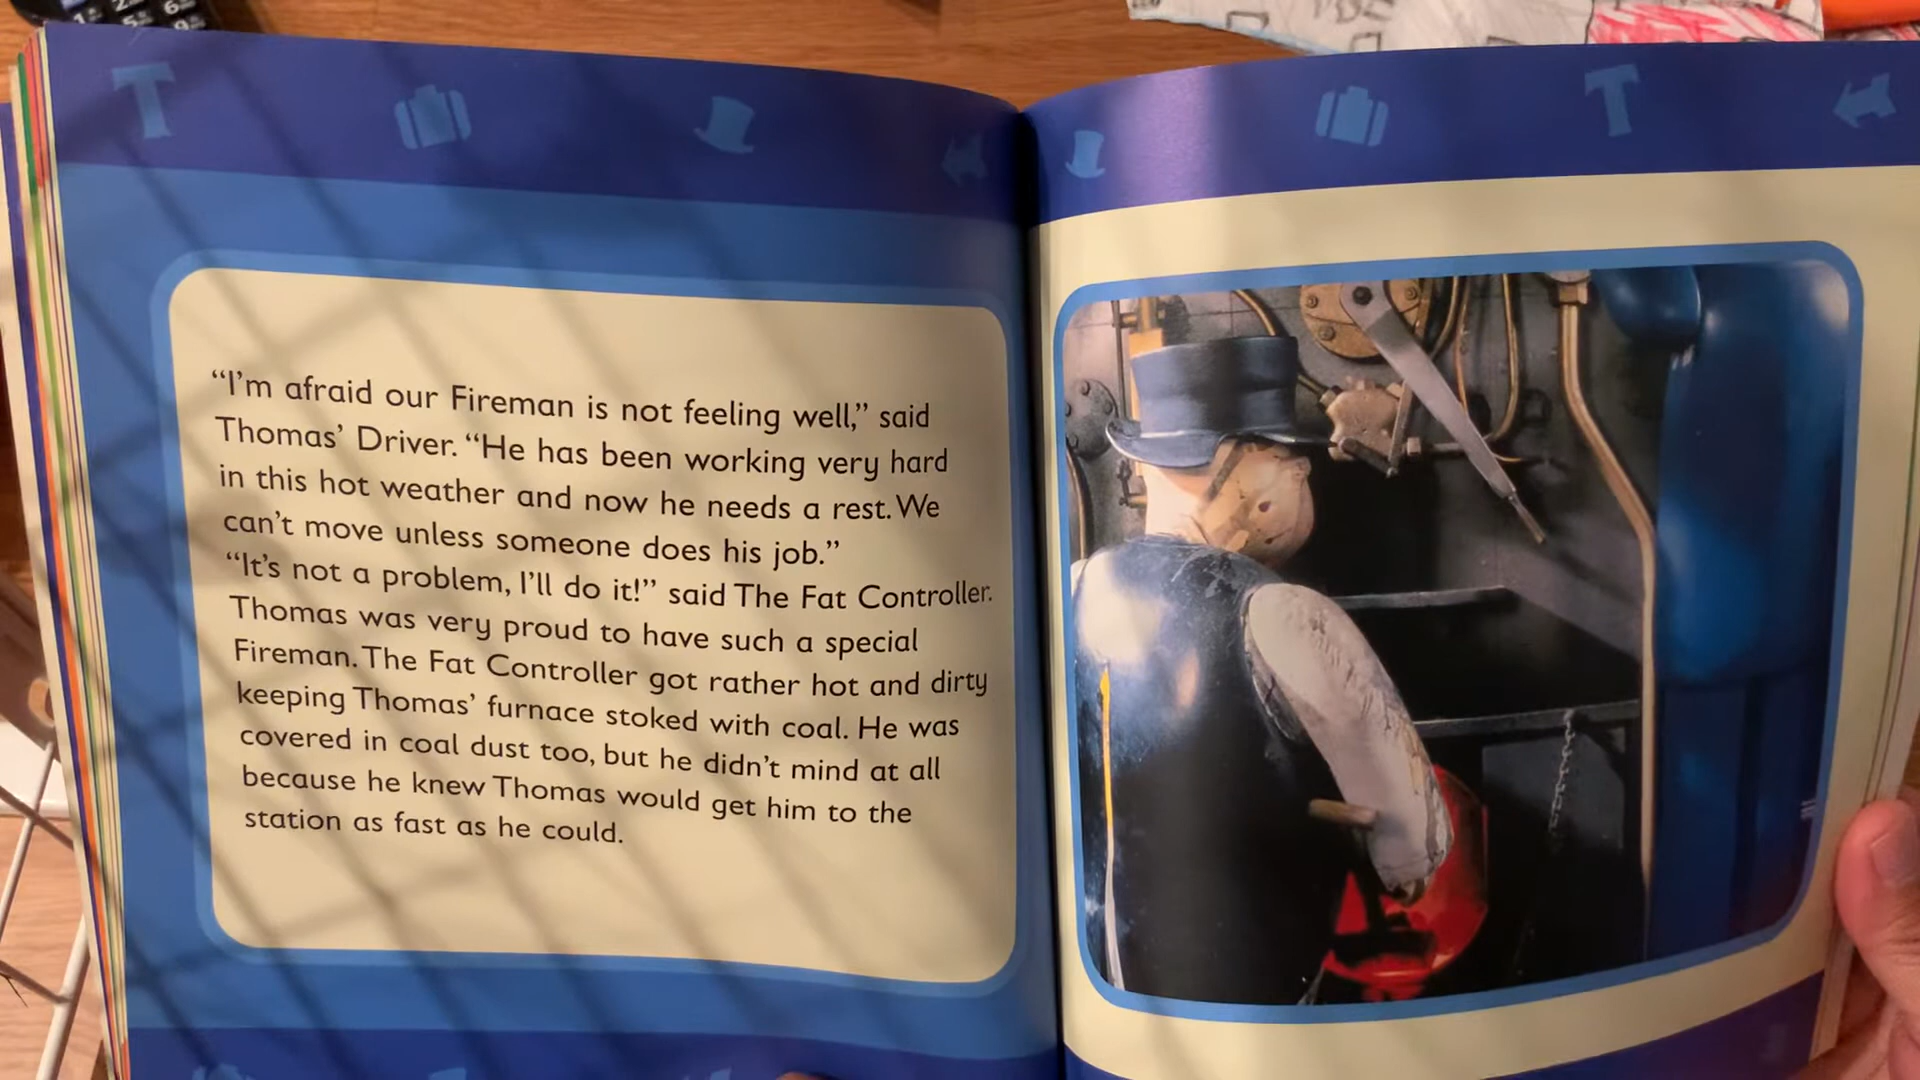 “I’m afraid our Fireman is not feeling well,” said
Thomas’ Driver. “He has been working very hard
in this hot weather and now he needs a rest. We
can’t move unless someone does his job.”
“It’s not a problem, I’ll do it!” said The Fat Controller.
Thomas was very proud to have such a special
Fireman. The Fat Controller got rather hot and dirty
keeping Thomas’ furnace stoked with coal. He was
covered in coal dust too, but he didn’t mind at all
because he knew Thomas would get him to the
station as fast as he could.